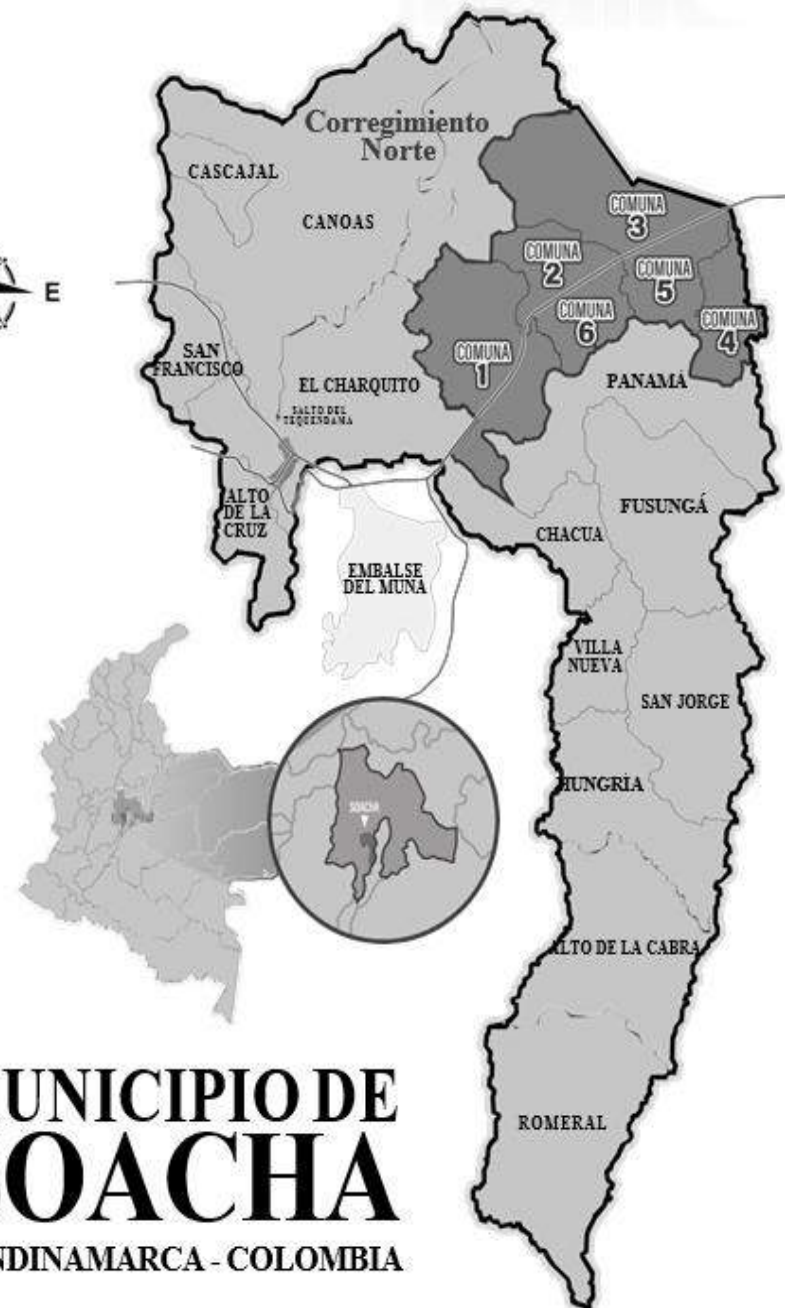 Corregimiento
Norte
CASCAJAL
CANOAS
COMUNA
3
COMUNA
2
COMUNA
5
COMUNA
6
COMUNA
4
COMUNA
1
E
SAN
FRANCISCO
EL CHARQUITO
SALTO DEL
TEQUENDAMA
PANAMÁ
ALTO
DE LA
CRUZ
FUSUNGÁ
CHACUA
EMBALSE
DEL MUNA
VILLA
NUEVA
SAN JORGE
HUNGRÍA
SOACHA
ALTO DE LA CABRA
ROMERAL
UNICIPIO DE
OACHA
NDINAMARCA - COLOMBIA